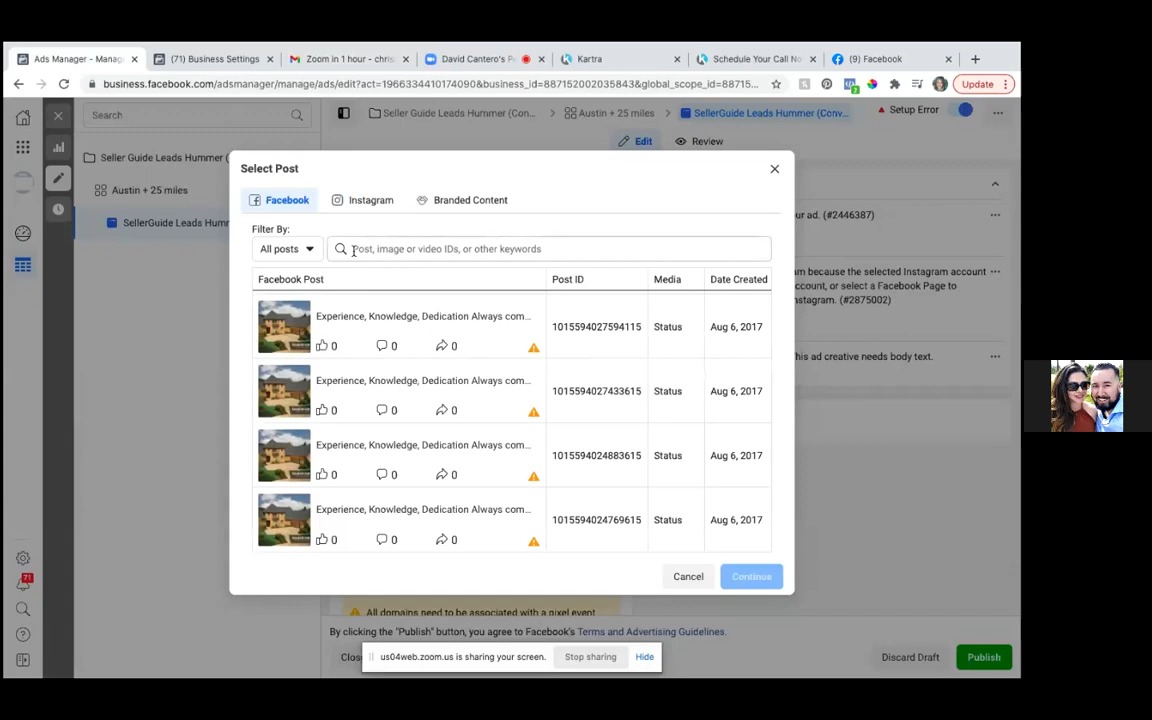 Ads Manager - Manag
(71) Business Settings
Zoom in 1 hour - chris
David Cantero's P
Kartra
Schedule Your Call No
Facebook
business.facebook.com/adsmanager/manage/ads/edit?act=1966334410174090&business_id=887152002035843&global_scope_id=88715...
Update
Search
Seller Guide Leads Hummer (Con...
Austin + 25 miles
SellerGuide Leads Hummer (Conv...
Setup Error
Edit
Review
Seller Guide Leads Hummer (
Austin + 25 miles
SellerGuide Leads Humm
Select Post
Facebook
Instagram
Branded Content
Filter By:
All posts
Post, image or video IDs, or other keywords
Facebook Post
Post ID
Media
Date Created
Experience, Knowledge, Dedication Always com...
0
0
0
1015594027594115
Status
Aug 6, 2017
Experience, Knowledge, Dedication Always com...
0
0
0
1015594027433615
Status
Aug 6, 2017
Experience, Knowledge, Dedication Always com...
0
0
0
1015594024883615
Status
Aug 6, 2017
Experience, Knowledge, Dedication Always com...
0
0
0
1015594024769615
Status
Aug 6, 2017
Cancel
Continue
ur ad. (#2446387)
am because the selected Instagram account
account, or select a Facebook Page to
nstagram. (#2875002)
his ad creative needs body text.
71
All domains need to be associated with a pixel event
By clicking the "Publish" button, you agree to Facebook's Terms and Advertising Guidelines.
Clos
us04web.zoom.us is sharing your screen.
Stop sharing
Hide
Discard Draft
Publish